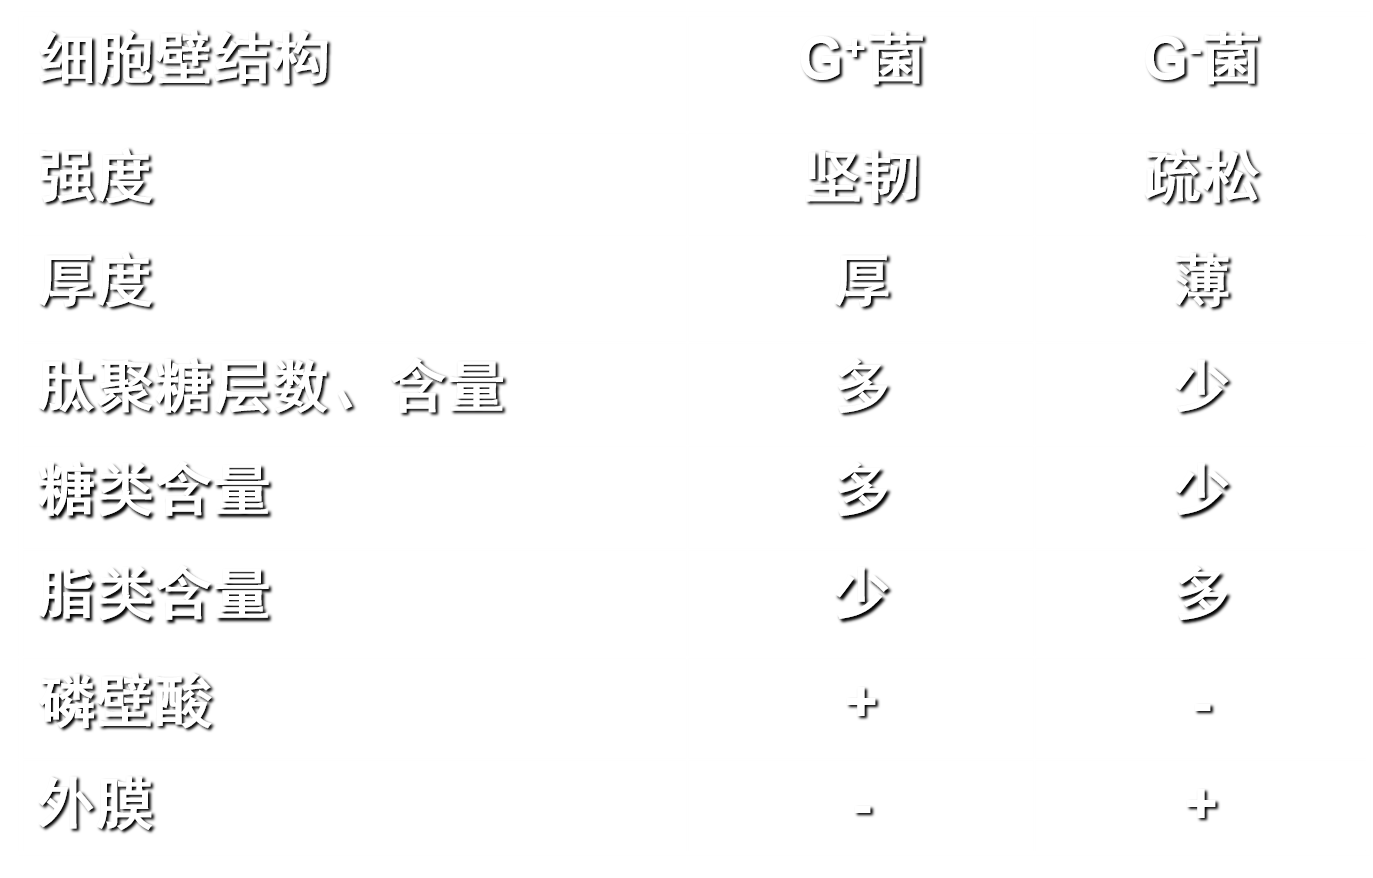 细胞壁结构 G⁺菌 G⁻菌
强度 坚韧 疏松
厚度 厚 薄
肽聚糖层数、含量 多 少
糖类含量 多 少
脂类含量 少 多
磷壁酸 + -
外膜 - +